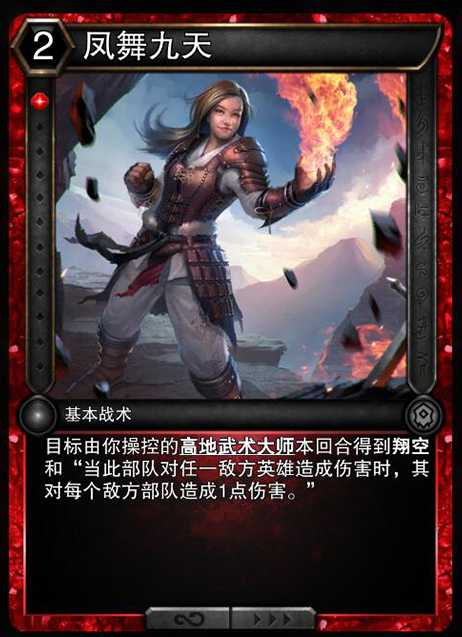 2
凤舞九天
基本战术
目标由你操控的高地武术大师本回合得到翔空
和“当此部队对任一敌方英雄造成伤害时，其
对每个敌方部队造成1点伤害。”